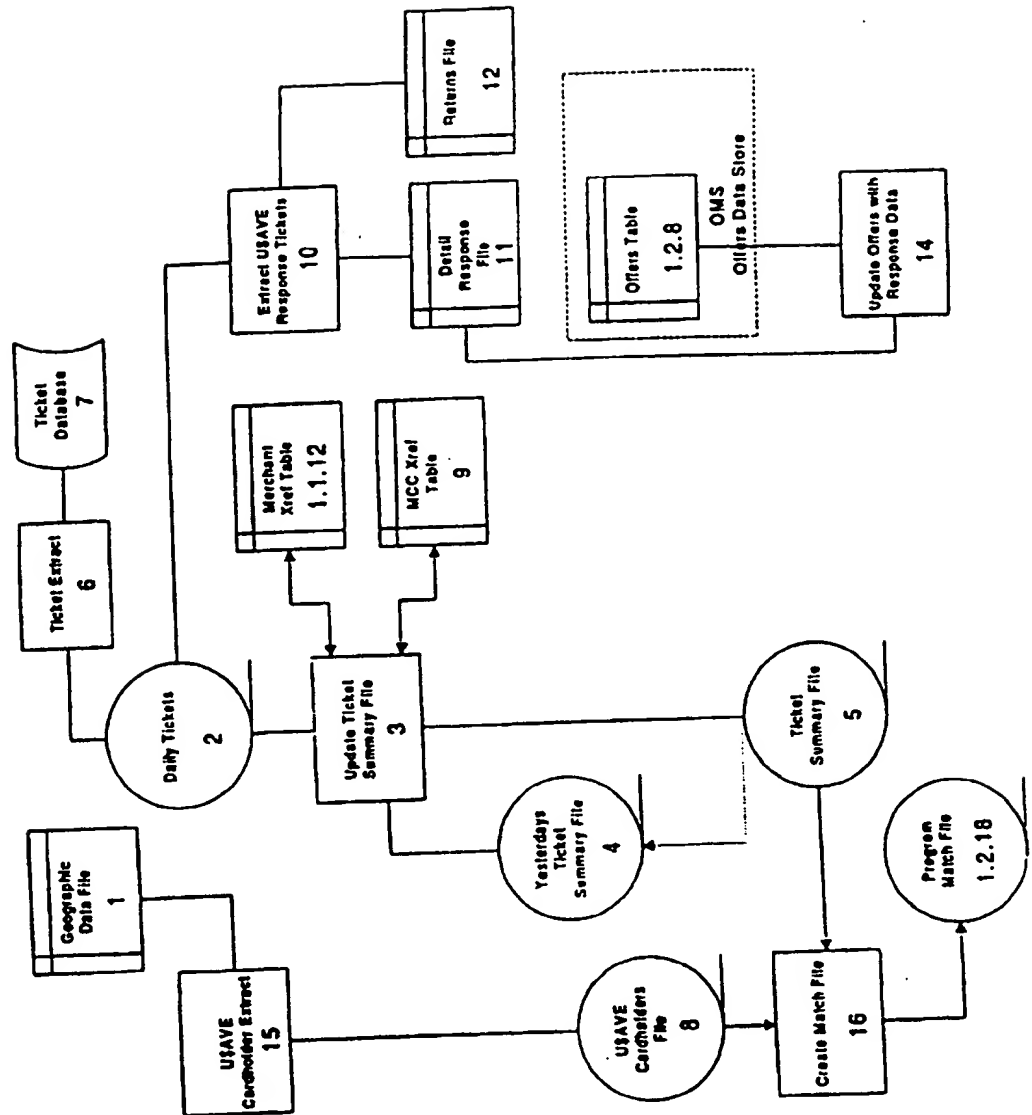 Ticket
Database
7
Ticket Extract
6
Daily Tickets
2
Geographic
Data File
1
USAVE
Cardholder Extract
15
Update Ticket
Summary File
3
Merchant
Xref Table
1.1.12
MCC Xref
Table
9
Extract USAVE
Response Tickets
10
Returns File
12
Detail
Response
File
11
Offers Table
1.2.8
OMS
Offers Data Store
Update Offers with
Response Data
14
Yesterdays
Ticket
Summary File
4
Ticket
Summary File
5
USAVE
Cardholders
File
8
Create Match File
16
Program
Match File
1.2.18